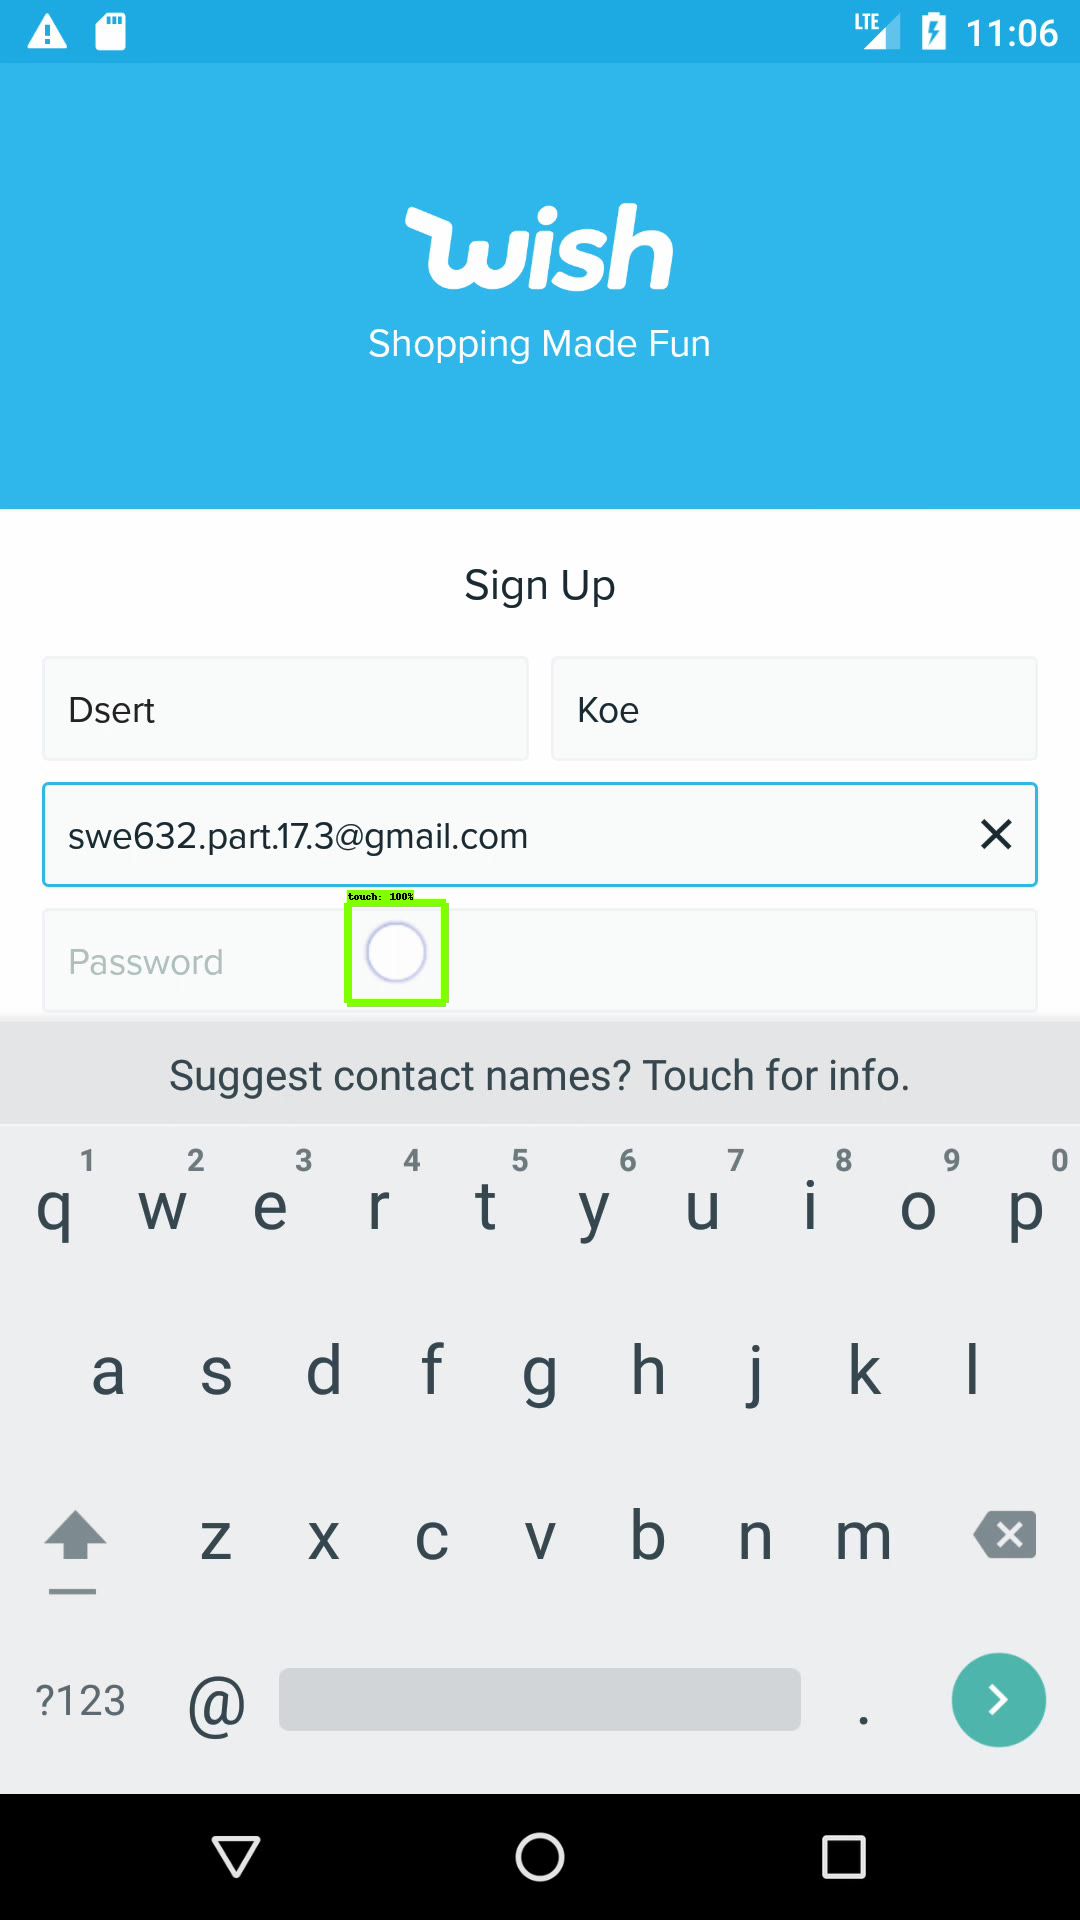 LTE 11:06
wish
Shopping Made Fun
Sign Up
Dsert Koe
swe632.part.17.3@gmail.com
touch: 100%
Password
Suggest contact names? Touch for info.
1 2 3 4 5 6 7 8 9 0
q w e r t y u i o p
a s d f g h j k l
z x c v b n m
?123 @ .